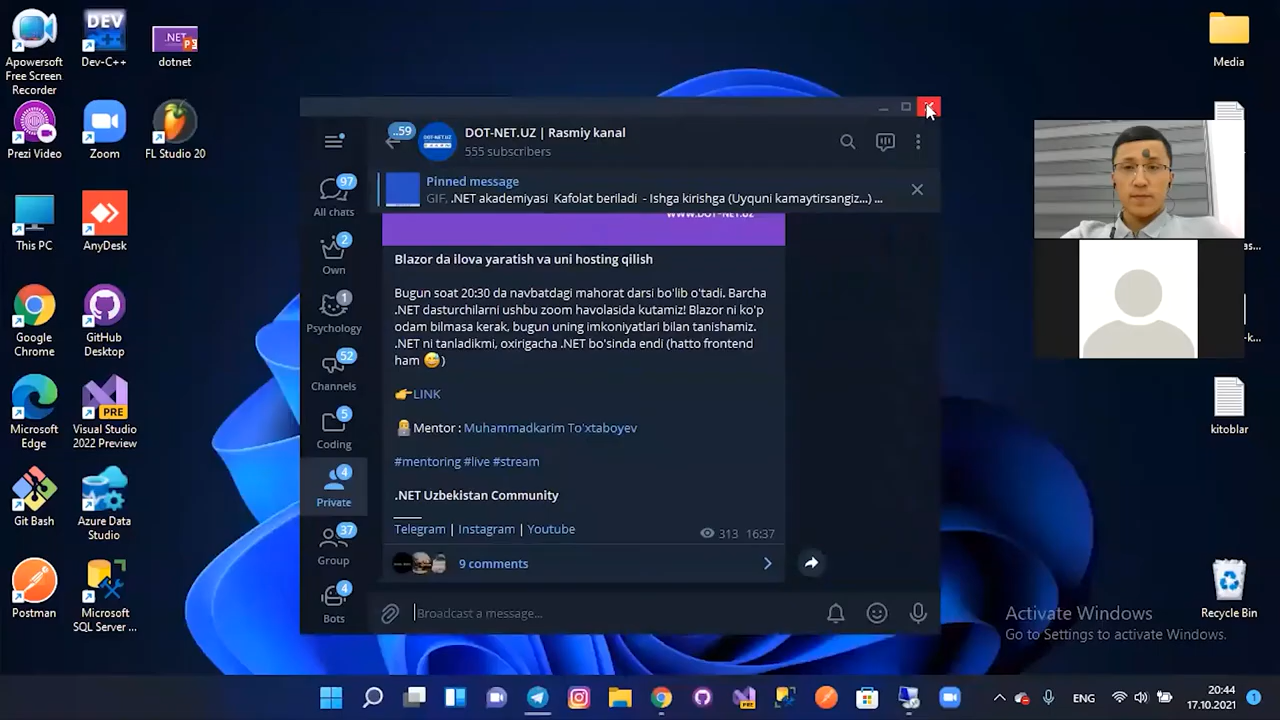 Apowersoft
Free Screen
Recorder
DEV
Dev-C++
.NET
dotnet
Media
Prezi Video
Zoom
FL Studio 20
This PC
AnyDesk
Google
Chrome
GitHub
Desktop
Microsoft
Edge
PRE
Visual Studio
2022 Preview
Git Bash
Azure Data
Studio
Postman
Microsoft
SQL Server ...
..59
DOT-NET.UZ | Rasmiy kanal
555 subscribers
Pinned message
GIF, .NET akademiyasi Kafolat beriladi - Ishga kirishga (Uyquni kamaytirsangiz...) ...
97
All chats
2
Own
1
Psychology
52
Channels
5
Coding
4
Private
37
Group
4
Bots
WWW.DOT-NET.UZ
Blazor da ilova yaratish va uni hosting qilish
Bugun soat 20:30 da navbatdagi mahorat darsi bo'lib o'tadi. Barcha
.NET dasturchilarni ushbu zoom havolasida kutamiz! Blazor ni ko'p
odam bilmasa kerak, bugun uning imkoniyatlari bilan tanishamiz.
.NET ni tanladikmi, oxirigacha .NET bo'sinda endi (hatto frontend
ham 😅)
👉LINK
👨‍💻Mentor : Muhammadkarim To'xtaboyev
#mentoring #live #stream
.NET Uzbekistan Community
Telegram | Instagram | Youtube
313 16:37
9 comments
Broadcast a message...
kitoblar
Recycle Bin
Activate Windows
Go to Settings to activate Windows.
PRE
ENG
20:44
17.10.2021
1